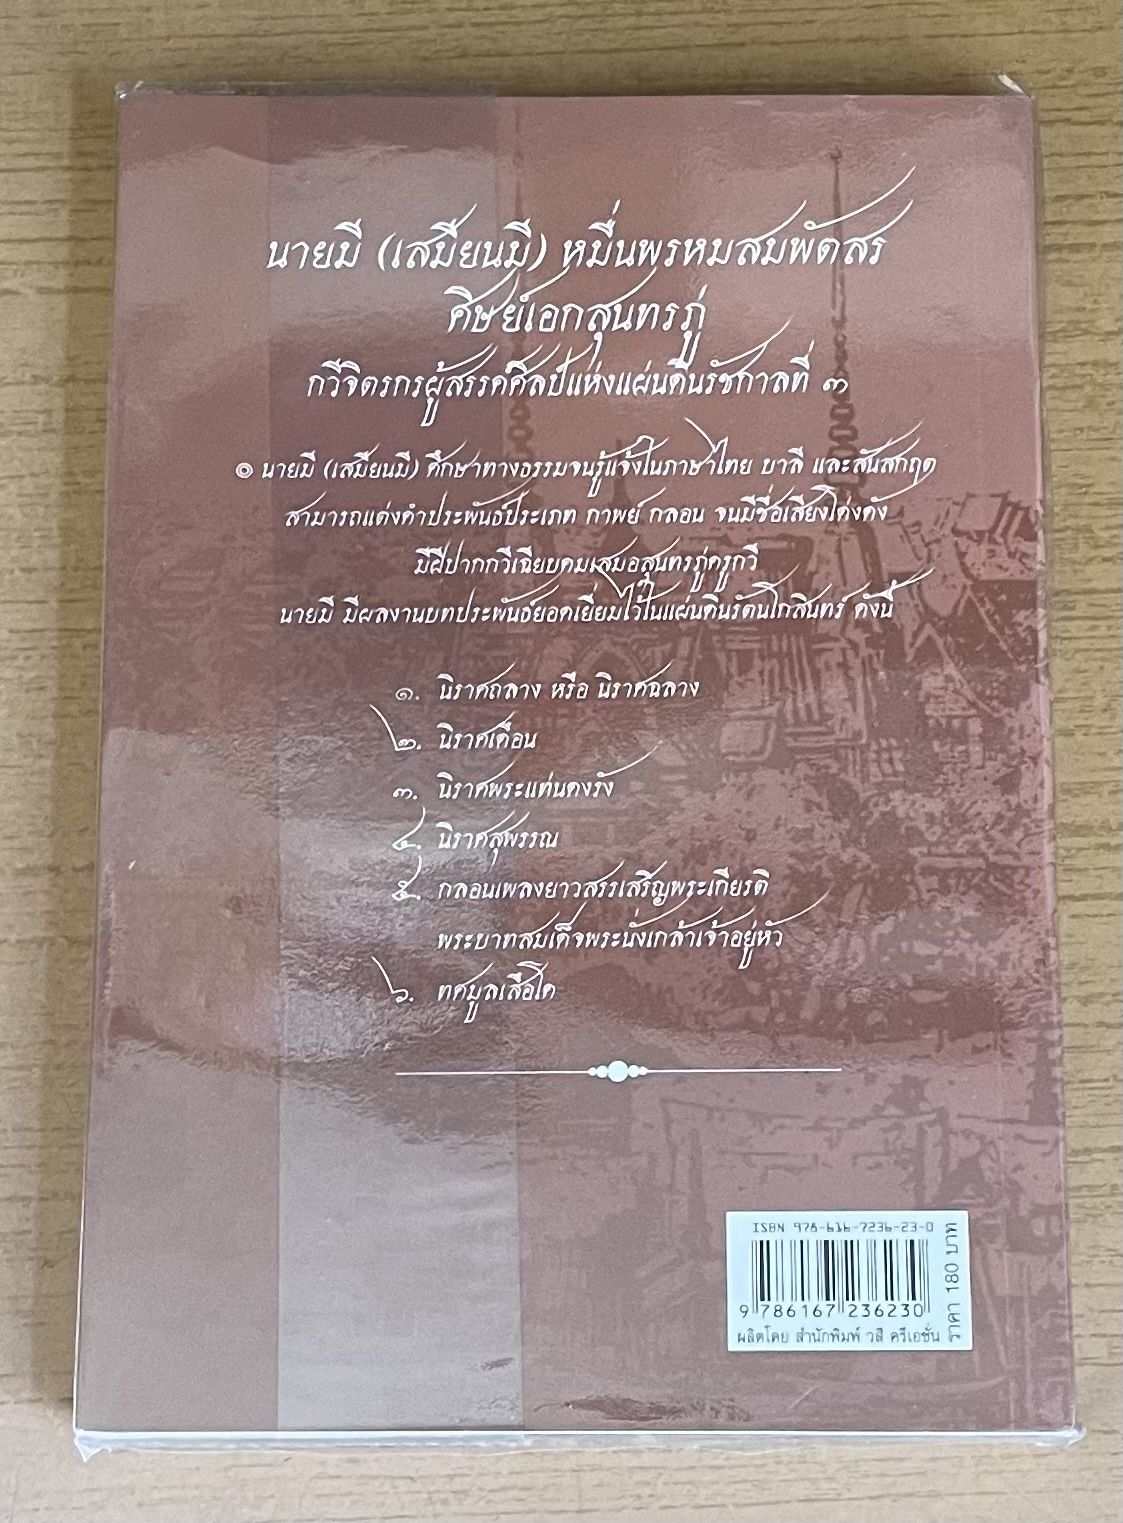 นายมี (เสมียนมี) หมื่นพรหมสมพัตสร
ศิษย์เอกสุนทรภู่
กวีจิตรกรผู้สรรค์ศิลป์แห่งแผ่นดินรัชกาลที่ ๓
๏ นายมี (เสมียนมี) ศึกษาทางธรรมจนรู้แจ้งในภาษาไทย บาลี และสันสกฤต
สามารถแต่งคำประพันธ์ประเภท กาพย์ กลอน จนมีชื่อเสียงโด่งดัง
มีฝีปากกวีเฉียบคมเสมอสุนทรภู่ครูกวี
นายมี มีผลงานบทประพันธ์ยอดเยี่ยมไว้ในแผ่นดินรัตนโกสินทร์ ดังนี้
๑. นิราศถลาง หรือ นิราศฉลาง
๒. นิราศเดือน
๓. นิราศพระแท่นดงรัง
๔. นิราศสุพรรณ
๕. กลอนเพลงยาวสรรเสริญพระเกียรติ
พระบาทสมเด็จพระนั่งเกล้าเจ้าอยู่หัว
๖. ทศมูลเสือโค
ISBN 978-616-7236-23-0
9 786167 236230
ผลิตโดย สำนักพิมพ์ วสี ครีเอชั่น
ราคา 180 บาท